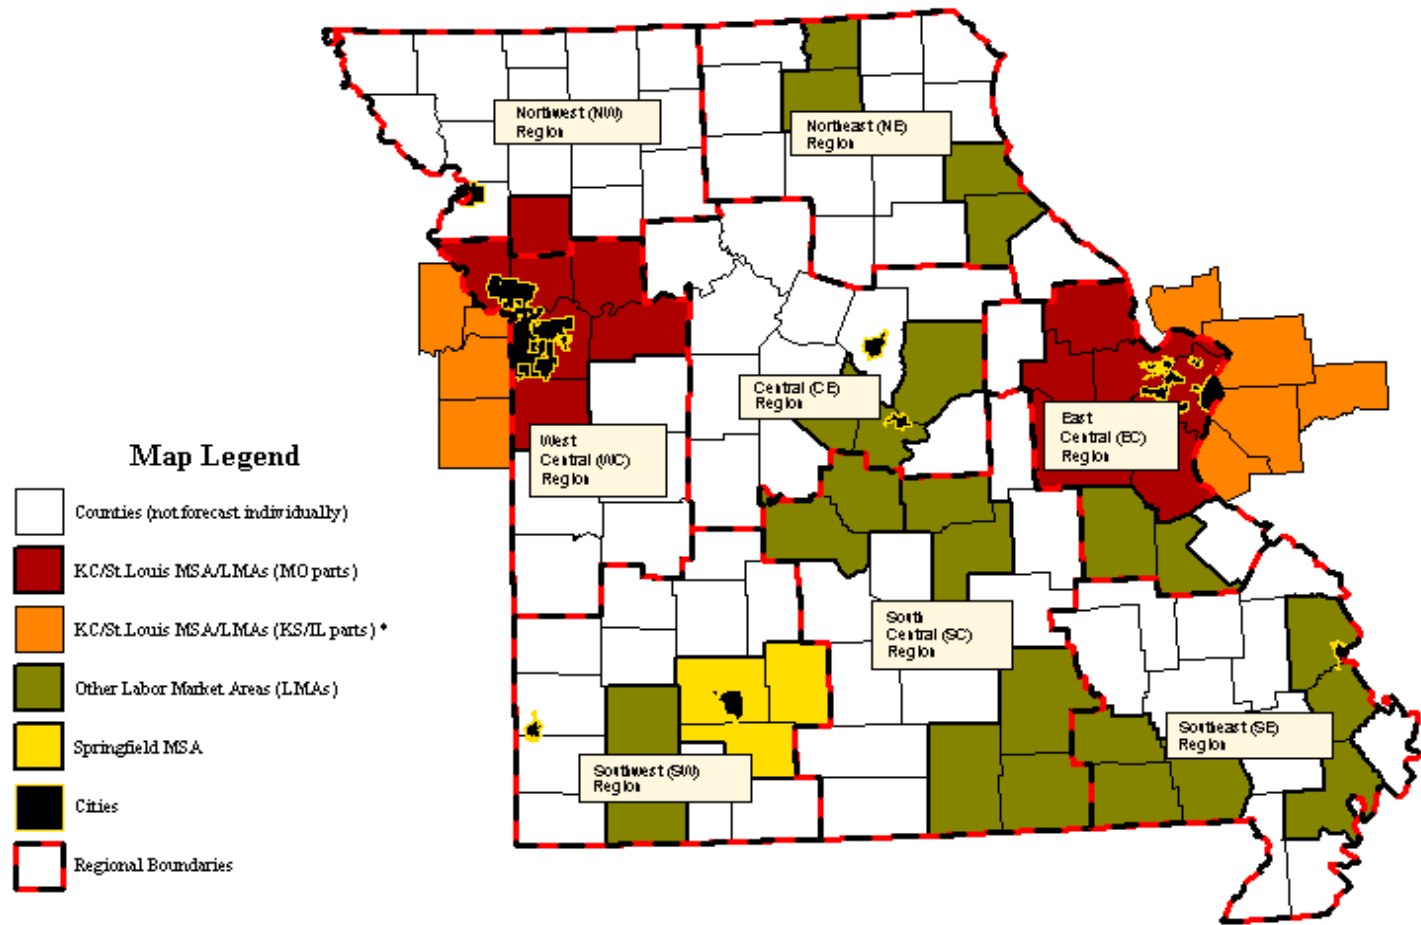 Northwest (NW)
Region
Northeast (NE)
Region
Central (CE)
Region
East
Central (EC)
Region
West
Central (WC)
Region
Map Legend
Counties (not forecast individually)
KC/St.Louis MSA/LMAs (MO parts)
KC/St.Louis MSA/LMAs (KS/IL parts) *
Other Labor Market Areas (LMAs)
Springfield MSA
Cities
Regional Boundaries
South
Central (SC)
Region
Southeast (SE)
Region
Southwest (SW)
Region